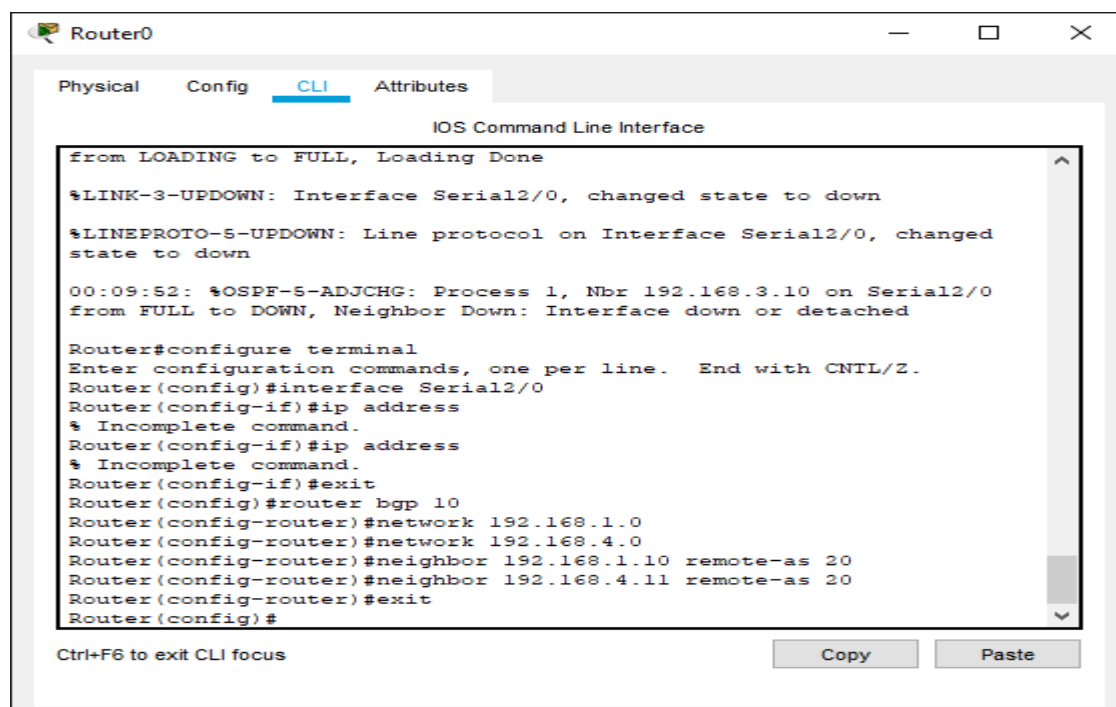 Router0
Physical Config CLI Attributes
IOS Command Line Interface
from LOADING to FULL, Loading Done
%LINK-3-UPDOWN: Interface Serial2/0, changed state to down
%LINEPROTO-5-UPDOWN: Line protocol on Interface Serial2/0, changed
state to down
00:09:52: %OSPF-5-ADJCHG: Process 1, Nbr 192.168.3.10 on Serial2/0
from FULL to DOWN, Neighbor Down: Interface down or detached
Router#configure terminal
Enter configuration commands, one per line.  End with CNTL/Z.
Router(config)#interface Serial2/0
Router(config-if)#ip address
% Incomplete command.
Router(config-if)#ip address
% Incomplete command.
Router(config-if)#exit
Router(config)#router bgp 10
Router(config-router)#network 192.168.1.0
Router(config-router)#network 192.168.4.0
Router(config-router)#neighbor 192.168.1.10 remote-as 20
Router(config-router)#neighbor 192.168.4.11 remote-as 20
Router(config-router)#exit
Router(config)#
Ctrl+F6 to exit CLI focus Copy Paste